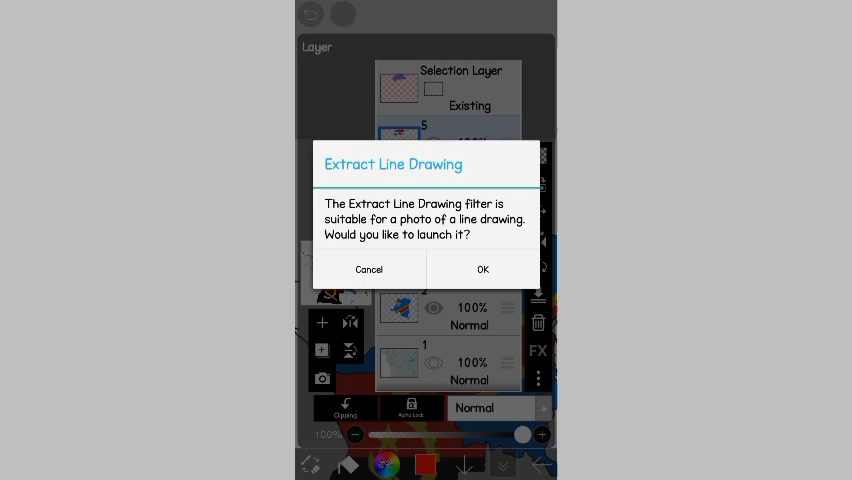 Layer
Selection Layer
Existing
5
Extract Line Drawing
The Extract Line Drawing filter is
suitable for a photo of a line drawing.
Would you like to launch it?
Cancel
OK
100%
Normal
1
100%
Normal
FX
Clipping
Alpha Lock
Normal
100%